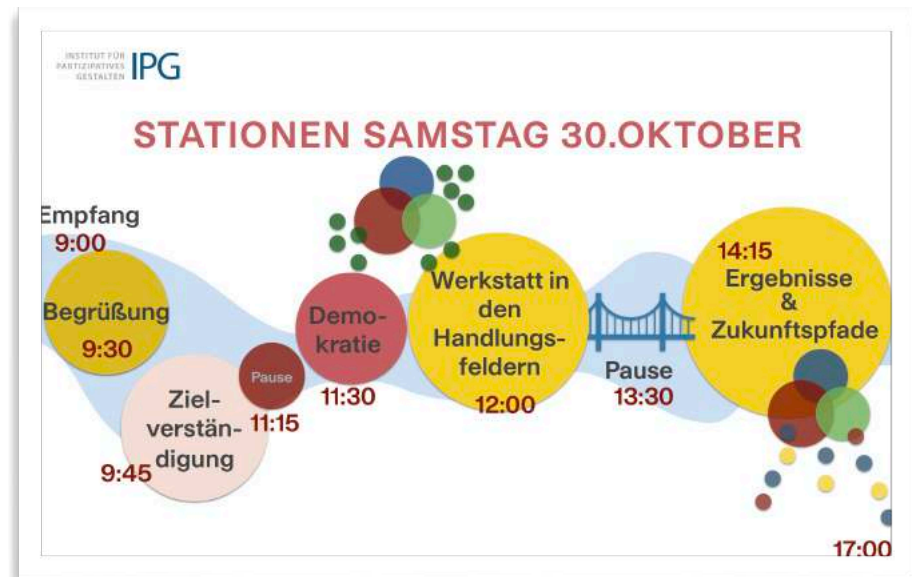 INSTITUT FÜR
PARTIZIPATIVES
GESTALTEN
IPG
STATIONEN SAMSTAG 30.OKTOBER
Empfang
9:00
Begrüßung
9:30
Ziel-
verstän-
digung
9:45
Pause
11:15
Demo-
kratie
11:30
Werkstatt in
den
Handlungs-
feldern
12:00
Pause
13:30
14:15
Ergebnisse
&
Zukunftspfade
17:00